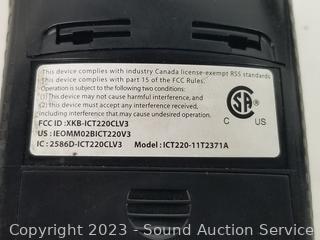 This device complies with industry Canada license-exempt RSS standards
This device complies with part 15 of the FCC Rules.
Operation is subject to the following two conditions:
(1) This device may not cause harmful interference, and
(2) this device must accept any interference received,
including interference that may cause undesired operation.
FCC ID :XKB-ICT220CLV3
US : IEOMM02BICT220V3
IC : 2586D-ICT220CLV3 Model : ICT220-11T2371A
SA
C US
Copyright 2023 - Sound Auction Service